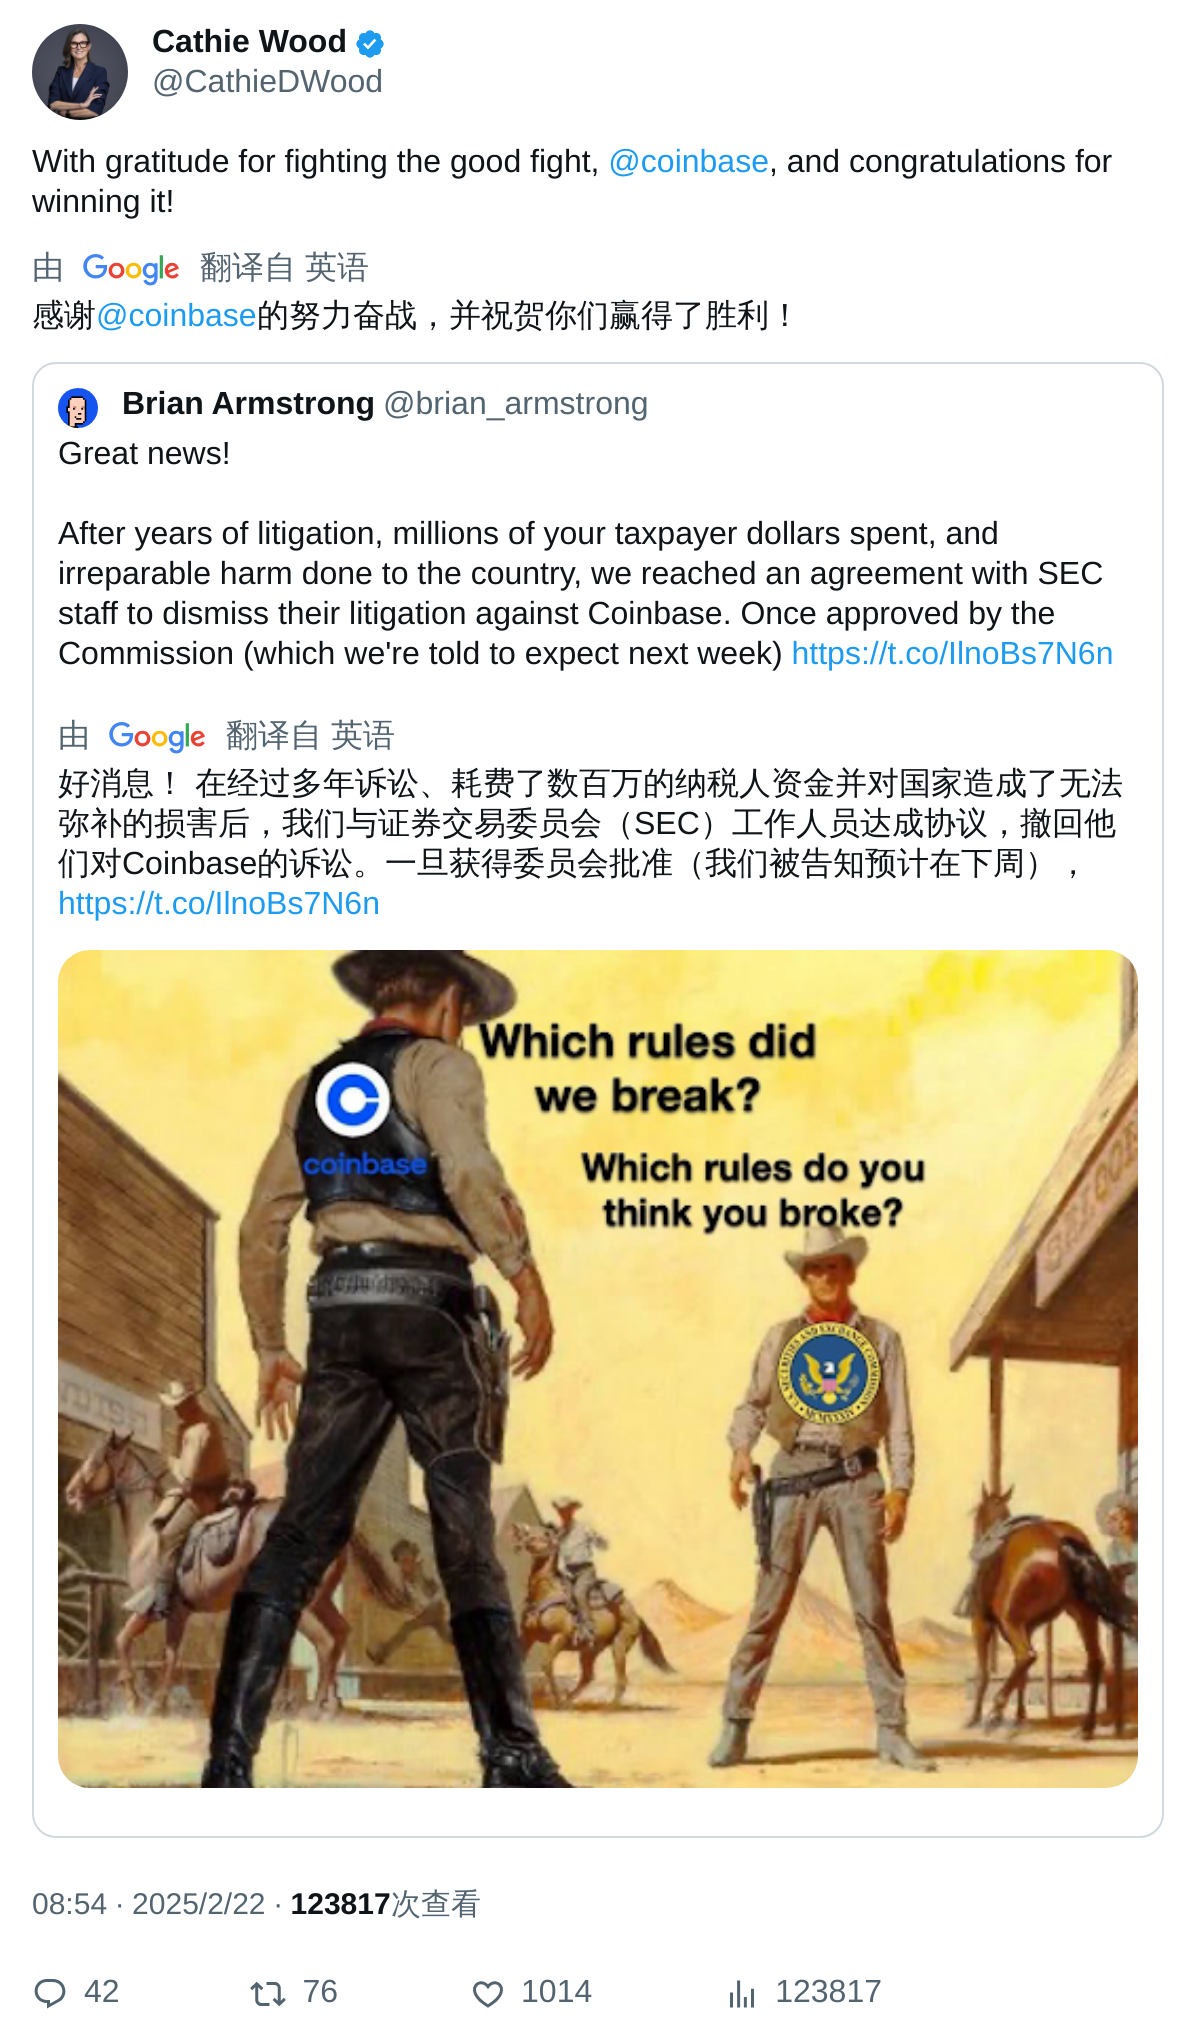 Cathie Wood
@CathieDWood
With gratitude for fighting the good fight, @coinbase, and congratulations for
winning it!
由 Google 翻译自 英语
感谢@coinbase的努力奋战，并祝贺你们赢得了胜利！
Brian Armstrong @brian_armstrong
Great news!
After years of litigation, millions of your taxpayer dollars spent, and
irreparable harm done to the country, we reached an agreement with SEC
staff to dismiss their litigation against Coinbase. Once approved by the
Commission (which we're told to expect next week) https://t.co/IlnoBs7N6n
由 Google 翻译自 英语
好消息！ 在经过多年诉讼、耗费了数百万的纳税人资金并对国家造成了无法
弥补的损害后，我们与证券交易委员会（SEC）工作人员达成协议，撤回他
们对Coinbase的诉讼。一旦获得委员会批准（我们被告知预计在下周），
https://t.co/IlnoBs7N6n
Which rules did
we break?
coinbase
Which rules do you
think you broke?
08:54 · 2025/2/22 · 123817次查看
42 76 1014 123817